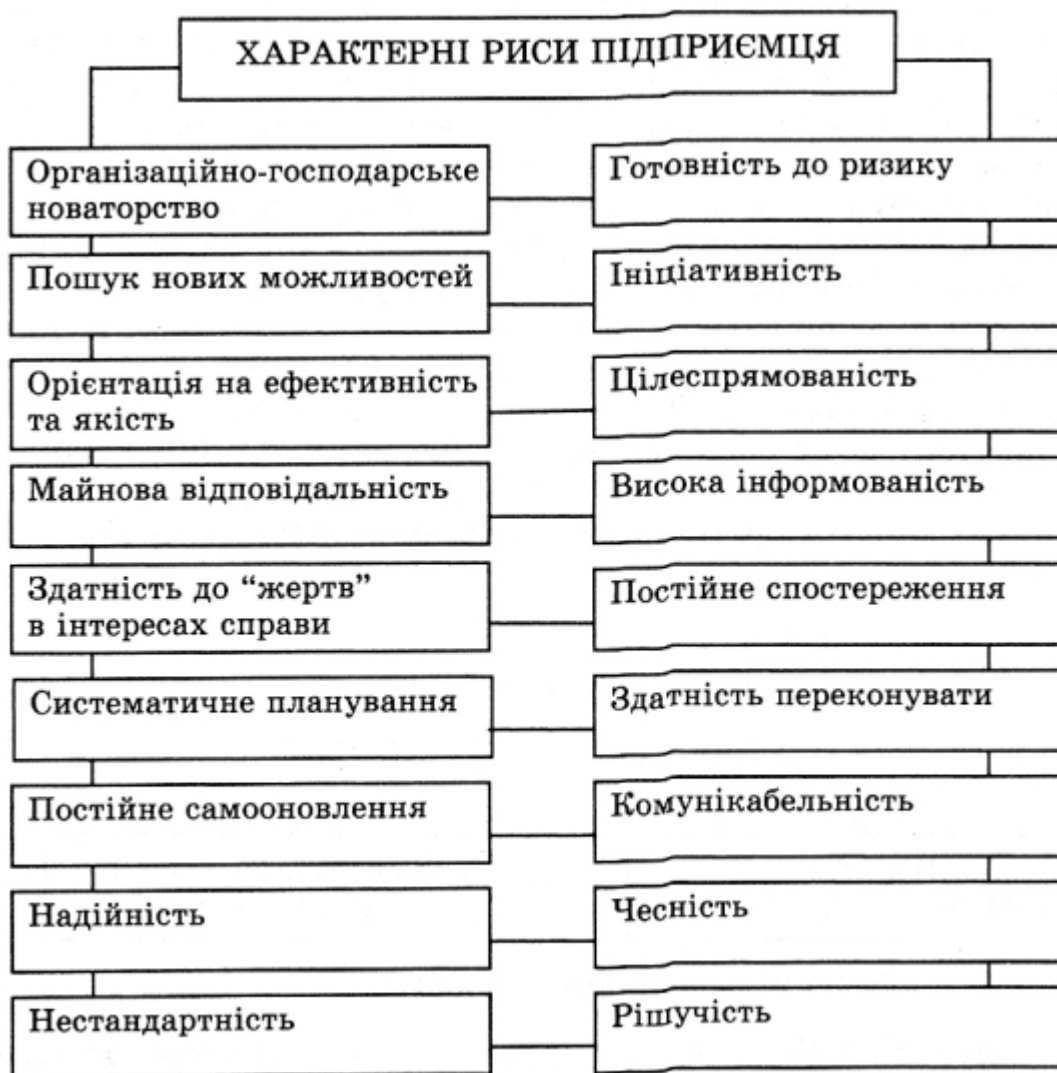 ХАРАКТЕРНІ РИСИ ПІДПРИЄМЦЯ
Організаційно-господарське
новаторство
Готовність до ризику
Пошук нових можливостей
Ініціативність
Орієнтація на ефективність
та якість
Цілеспрямованість
Майнова відповідальність
Висока інформованість
Здатність до “жертв”
в інтересах справи
Постійне спостереження
Систематичне планування
Здатність переконувати
Постійне самооновлення
Комунікабельність
Надійність
Чесність
Нестандартність
Рішучість